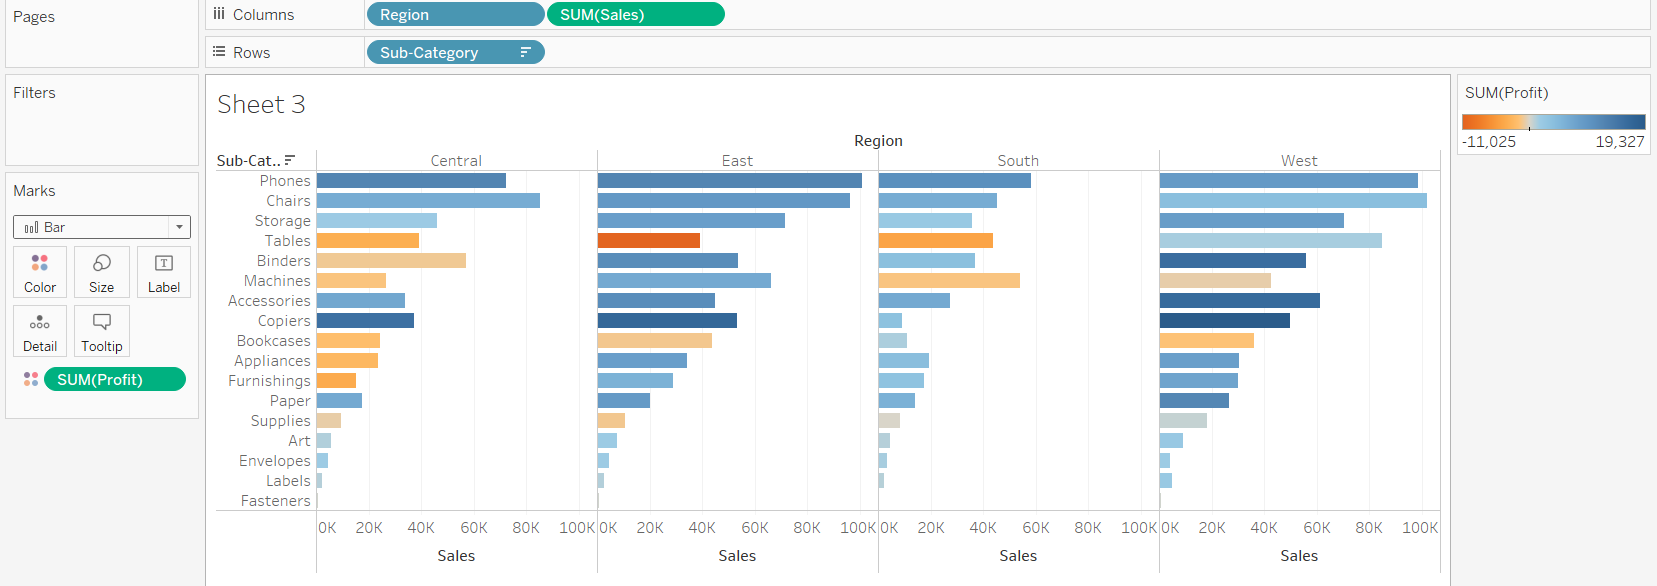 Pages
Columns
Region
SUM(Sales)
Rows
Sub-Category
Filters
Marks
Bar
Color
Size
Label
Detail
Tooltip
SUM(Profit)
Sheet 3
Region
Sub-Cat..
Central
East
South
West
Phones
Chairs
Storage
Tables
Binders
Machines
Accessories
Copiers
Bookcases
Appliances
Furnishings
Paper
Supplies
Art
Envelopes
Labels
Fasteners
0K 20K 40K 60K 80K 100K 0K 20K 40K 60K 80K 100K 0K 20K 40K 60K 80K 100K 0K 20K 40K 60K 80K 100K
Sales Sales Sales Sales
SUM(Profit)
-11,025 19,327